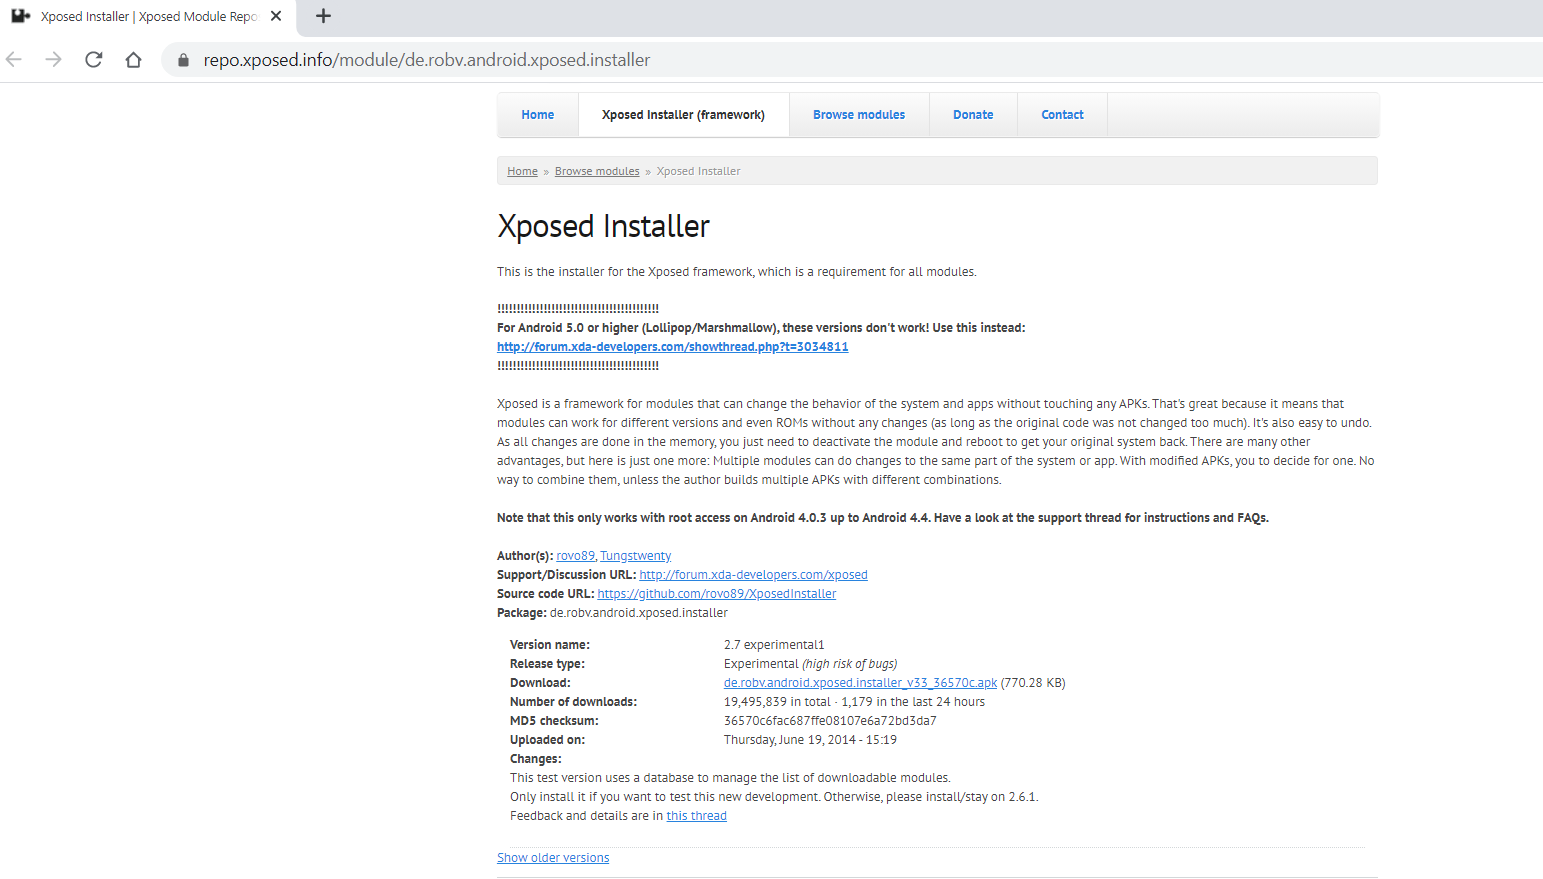 Xposed Installer | Xposed Module Repo
repo.xposed.info/module/de.robv.android.xposed.installer
Home
Xposed Installer (framework)
Browse modules
Donate
Contact
Home » Browse modules » Xposed Installer
Xposed Installer
This is the installer for the Xposed framework, which is a requirement for all modules.
!!!!!!!!!!!!!!!!!!!!!!!!!!!!!!!!!!!!!!!!!!
For Android 5.0 or higher (Lollipop/Marshmallow), these versions don't work! Use this instead:
http://forum.xda-developers.com/showthread.php?t=3034811
!!!!!!!!!!!!!!!!!!!!!!!!!!!!!!!!!!!!!!!!!!
Xposed is a framework for modules that can change the behavior of the system and apps without touching any APKs. That's great because it means that
modules can work for different versions and even ROMs without any changes (as long as the original code was not changed too much). It's also easy to undo.
As all changes are done in the memory, you just need to deactivate the module and reboot to get your original system back. There are many other
advantages, but here is just one more: Multiple modules can do changes to the same part of the system or app. With modified APKs, you to decide for one. No
way to combine them, unless the author builds multiple APKs with different combinations.
Note that this only works with root access on Android 4.0.3 up to Android 4.4. Have a look at the support thread for instructions and FAQs.
Author(s): rovo89, Tungstwenty
Support/Discussion URL: http://forum.xda-developers.com/xposed
Source code URL: https://github.com/rovo89/XposedInstaller
Package: de.robv.android.xposed.installer
Version name: 2.7 experimental1
Release type: Experimental (high risk of bugs)
Download: de.robv.android.xposed.installer_v33_36570c.apk (770.28 KB)
Number of downloads: 19,495,839 in total · 1,179 in the last 24 hours
MD5 checksum: 36570c6fac687ffe08107e6a72bd3da7
Uploaded on: Thursday, June 19, 2014 - 15:19
Changes:
This test version uses a database to manage the list of downloadable modules.
Only install it if you want to test this new development. Otherwise, please install/stay on 2.6.1.
Feedback and details are in this thread
Show older versions